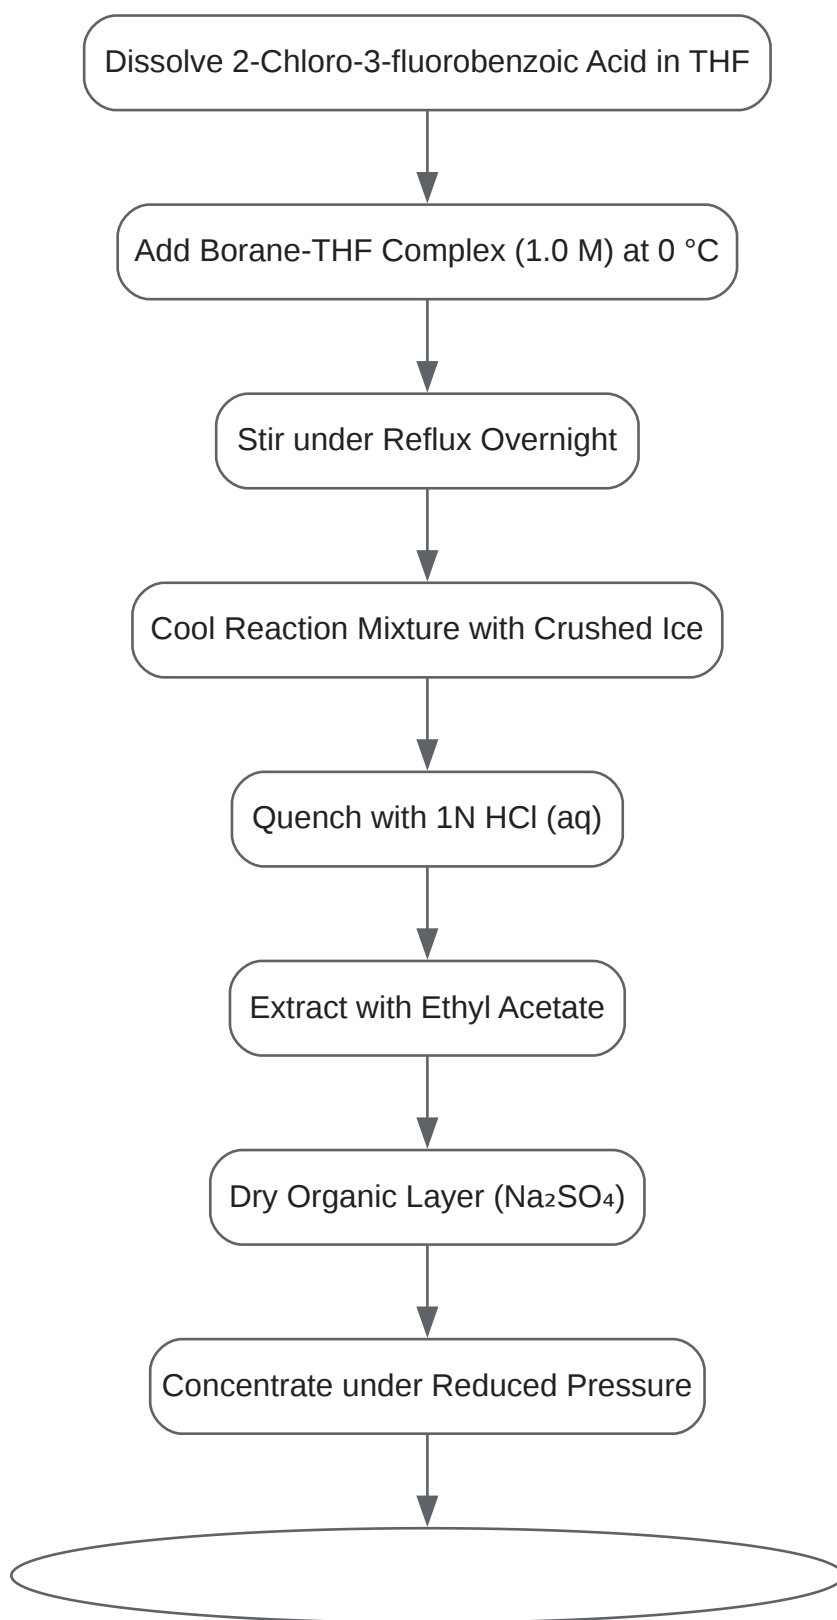 Dissolve 2-Chloro-3-fluorobenzoic Acid in THF
Add Borane-THF Complex (1.0 M) at 0 °C
Stir under Reflux Overnight
Cool Reaction Mixture with Crushed Ice
Quench with 1N HCl (aq)
Extract with Ethyl Acetate
Dry Organic Layer (Na₂SO₄)
Concentrate under Reduced Pressure